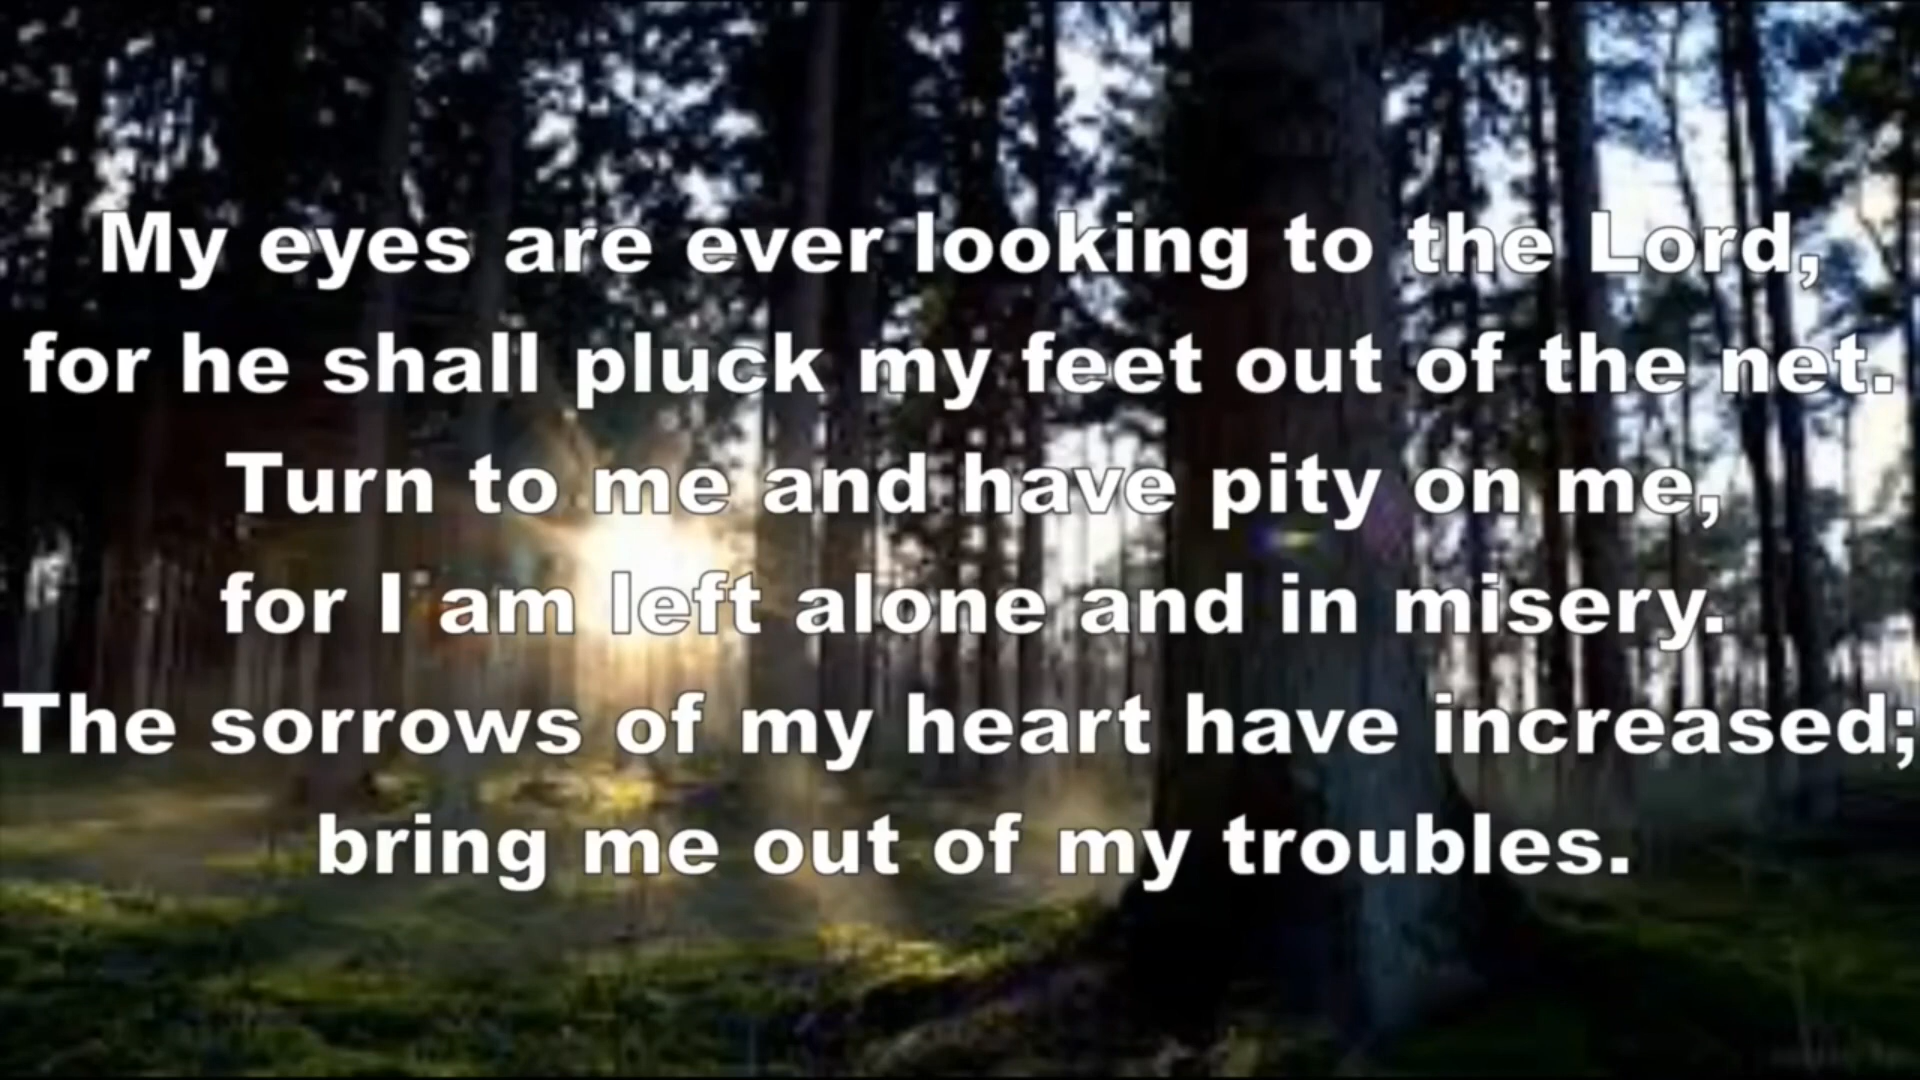 My eyes are ever looking to the Lord,
for he shall pluck my feet out of the net.
Turn to me and have pity on me,
for I am left alone and in misery.
The sorrows of my heart have increased;
bring me out of my troubles.